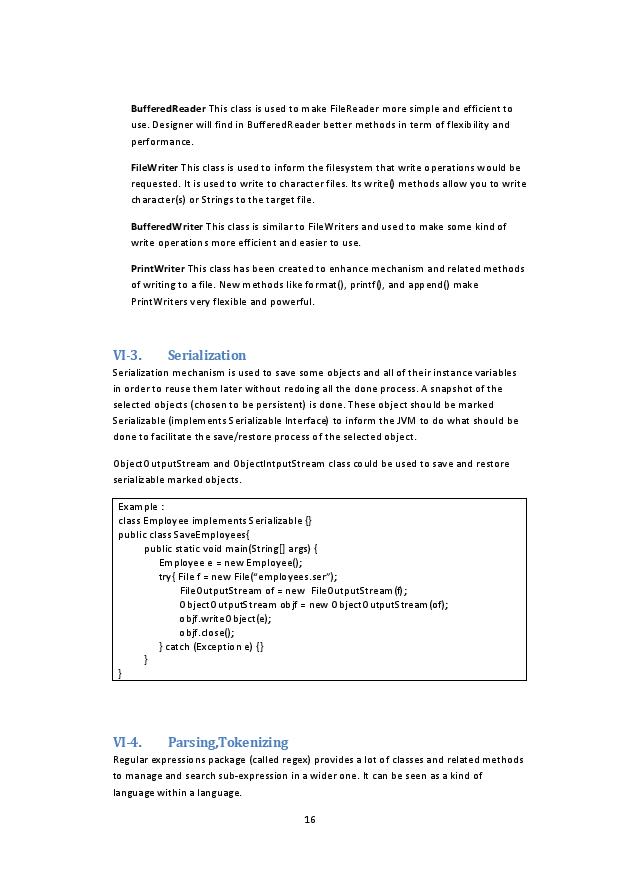 BufferedReader This class is used to make FileReader more simple and efficient to
use. Designer will find in BufferedReader better methods in term of flexibility and
performance.
FileWriter This class is used to inform the filesystem that write operations would be
requested. It is used to write to character files. Its write() methods allow you to write
character(s) or Strings to the target file.
BufferedWriter This class is similar to FileWriters and used to make some kind of
write operations more efficient and easier to use.
PrintWriter This class has been created to enhance mechanism and related methods
of writing to a file. New methods like format(), printf(), and append() make
PrintWriters very flexible and powerful.
VI-3. Serialization
Serialization mechanism is used to save some objects and all of their instance variables
in order to reuse them later without redoing all the done process. A snapshot of the
selected objects (chosen to be persistent) is done. These object should be marked
Serializable (implements Serializable Interface) to inform the JVM to do what should be
done to facilitate the save/restore process of the selected object.
ObjectOutputStream and ObjectIntputStream class could be used to save and restore
serializable marked objects.
Example :
class Employee implements Serializable {}
public class SaveEmployees{
public static void main(String[] args) {
Employee e = new Employee();
try{ File f = new File("employees.ser");
FileOutputStream of = new FileOutputStream(f);
ObjectOutputStream objf = new ObjectOutputStream(of);
objf.writeObject(e);
objf.close();
} catch (Exception e) {}
}
}
VI-4. Parsing,Tokenizing
Regular expressions package (called regex) provides a lot of classes and related methods
to manage and search sub-expression in a wider one. It can be seen as a kind of
language within a language.
16